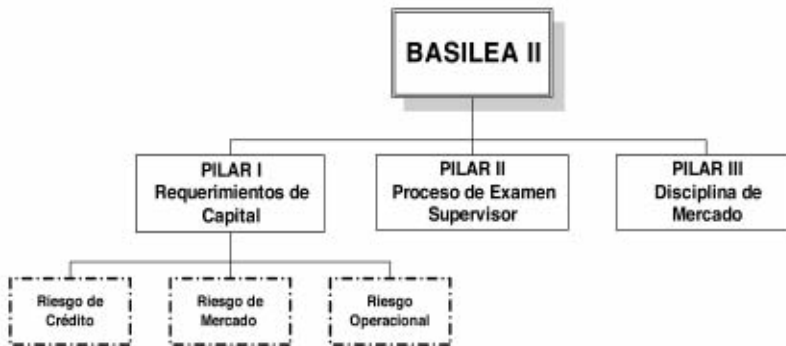 BASILEA II
PILAR I
Requerimientos de
Capital
PILAR II
Proceso de Examen
Supervisor
PILAR III
Disciplina de
Mercado
Riesgo de
Crédito
Riesgo de
Mercado
Riesgo
Operacional